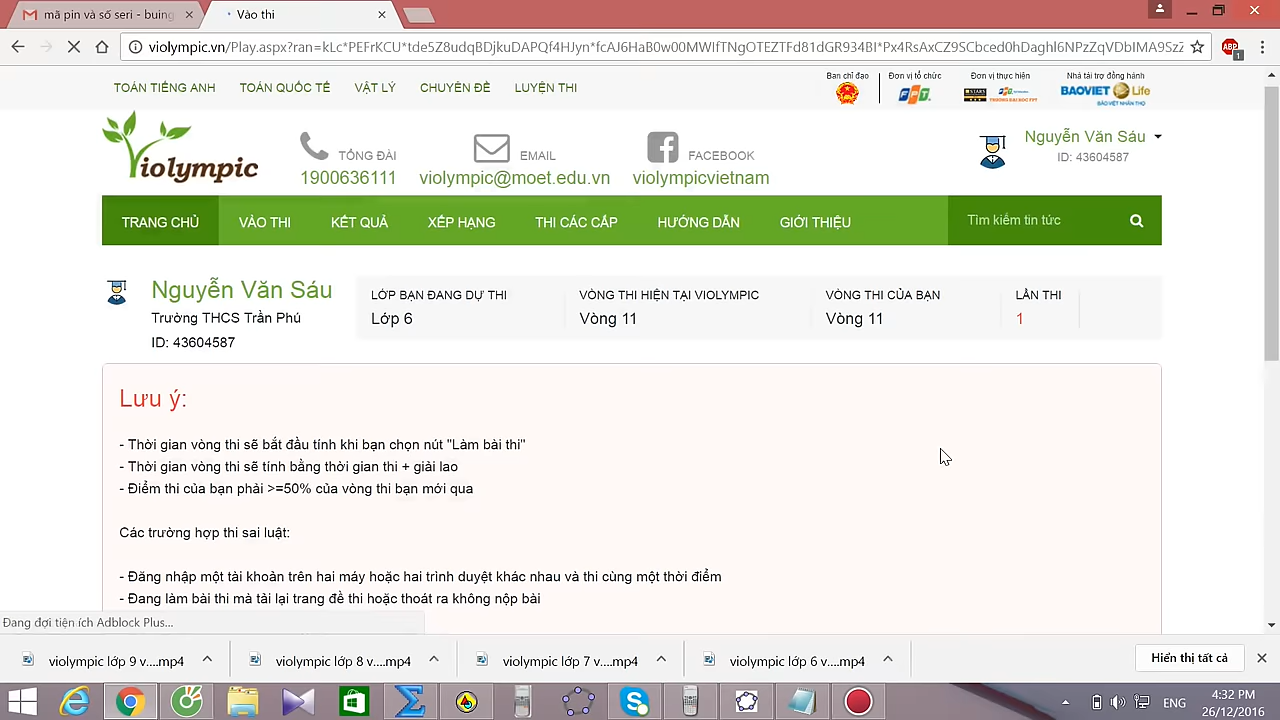 mã pin và số seri - buing
Vào thi
violympic.vn/Play.aspx?ran=
ABP
1
TOÁN TIẾNG ANH
TOÁN QUỐC TẾ
VẬT LÝ
CHUYÊN ĐỀ
LUYỆN THI
Ban chỉ đạo
Đơn vị tổ chức
FPT
Đơn vị thực hiện
Nhà tài trợ đồng hành
BAOVIET Life
BẢO VIỆT NHÂN THỌ
Violympic
TỔNG ĐÀI
1900636111
EMAIL
violympic@moet.edu.vn
FACEBOOK
violympicvietnam
Nguyễn Văn Sáu
ID: 43604587
TRANG CHỦ
VÀO THI
KẾT QUẢ
XẾP HẠNG
THI CÁC CẤP
HƯỚNG DẪN
GIỚI THIỆU
Tìm kiếm tin tức
Nguyễn Văn Sáu
Trường THCS Trần Phú
ID: 43604587
LỚP BẠN ĐANG DỰ THI
Lớp 6
VÒNG THI HIỆN TẠI VIOLYMPIC
Vòng 11
VÒNG THI CỦA BẠN
Vòng 11
LẦN THI
1
Lưu ý:
- Thời gian vòng thi sẽ bắt đầu tính khi bạn chọn nút "Làm bài thi"
- Thời gian vòng thi sẽ tính bằng thời gian thi + giải lao
- Điểm thi của bạn phải >=50% của vòng thi bạn mới qua
Các trường hợp thi sai luật:
- Đăng nhập một tài khoản trên hai máy hoặc hai trình duyệt khác nhau và thi cùng một thời điểm
- Đang làm bài thi mà tải lại trang đề thi hoặc thoát ra không nộp bài
Đang đợi tiện ích Adblock Plus...
violympic lớp 9 v....mp4
violympic lớp 8 v....mp4
violympic lớp 7 v....mp4
violympic lớp 6 v....mp4
Hiển thị tất cả
ENG
4:32 PM
26/12/2016